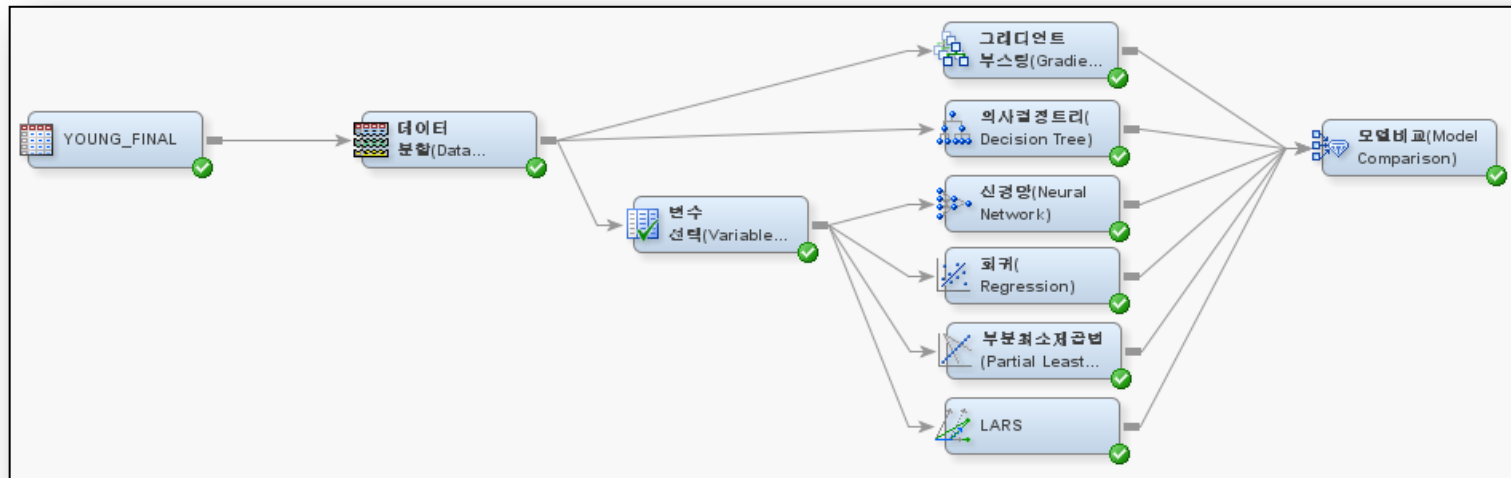 YOUNG_FINAL
데이터
분할(Data...
변수
선택(Variable...
그래디언트
부스팅(Gradie...
의사결정트리(
Decision Tree)
신경망(Neural
Network)
회귀(
Regression)
부분최소제곱법
(Partial Least...
LARS
모델비교(Model
Comparison)